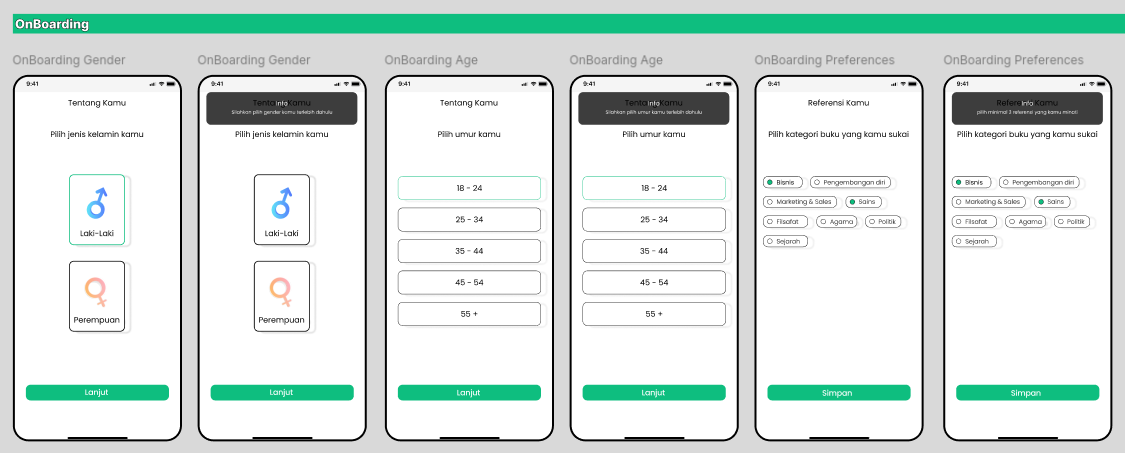 OnBoarding
OnBoarding Gender
9:41
Tentang Kamu
Pilih jenis kelamin kamu
Laki-Laki
Perempuan
Lanjut
OnBoarding Gender
9:41
Tentang Kamu
Info
Silahkan pilih gender kamu terlebih dahulu
Pilih jenis kelamin kamu
Laki-Laki
Perempuan
Lanjut
OnBoarding Age
9:41
Tentang Kamu
Pilih umur kamu
18 - 24
25 - 34
35 - 44
45 - 54
55 +
Lanjut
OnBoarding Age
9:41
Tentang Kamu
Info
Silahkan pilih umur kamu terlebih dahulu
Pilih umur kamu
18 - 24
25 - 34
35 - 44
45 - 54
55 +
Lanjut
OnBoarding Preferences
9:41
Referensi Kamu
Pilih kategori buku yang kamu sukai
Bisnis Pengembangan diri
Marketing & Sales Sains
Filsafat Agama Politik
Sejarah
Simpan
OnBoarding Preferences
9:41
Referensi Kamu
Info
pilih minimal 3 referensi yang kamu minati
Pilih kategori buku yang kamu sukai
Bisnis Pengembangan diri
Marketing & Sales Sains
Filsafat Agama Politik
Sejarah
Simpan